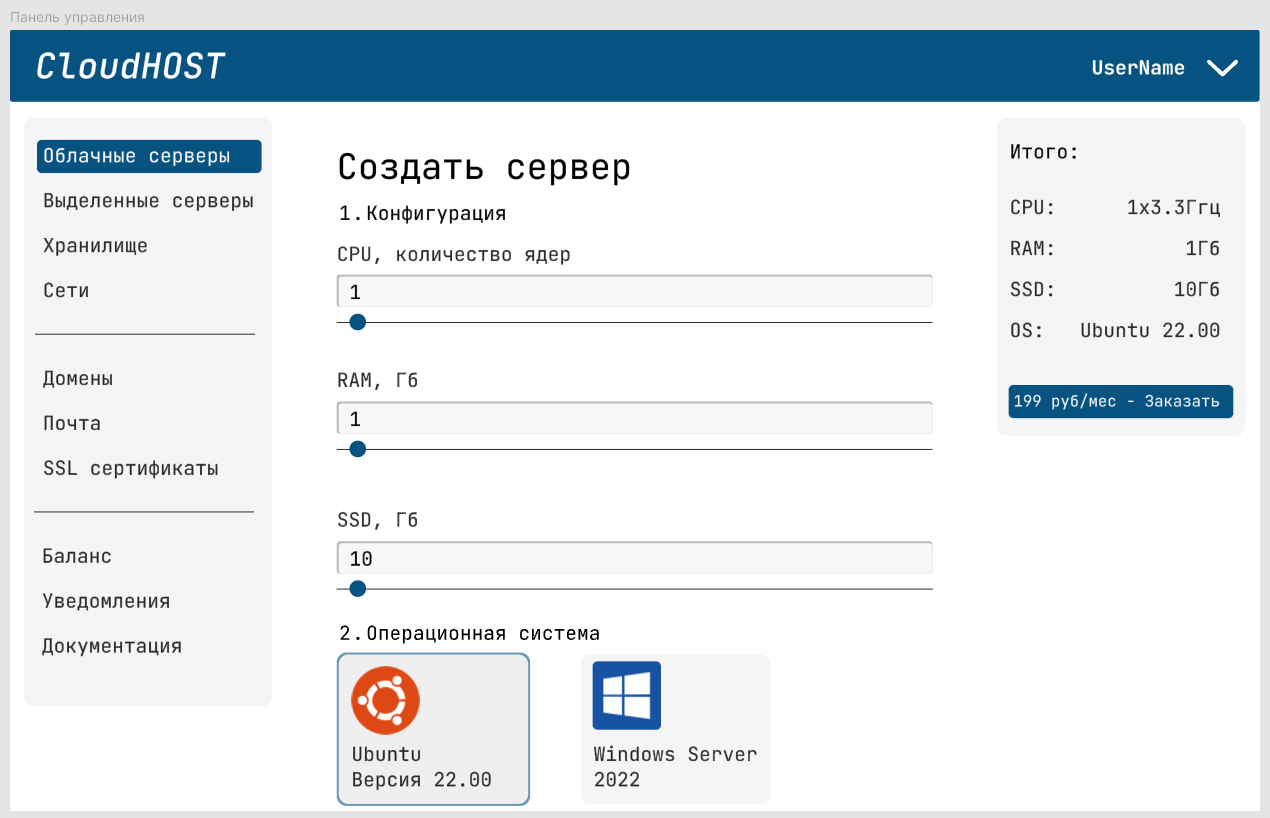 Панель управления
CloudHOST
UserName
Облачные серверы
Выделенные серверы
Хранилище
Сети
Домены
Почта
SSL сертификаты
Баланс
Уведомления
Документация
Создать сервер
1.Конфигурация
CPU, количество ядер
1
RAM, Гб
1
SSD, Гб
10
2.Операционная система
Ubuntu
Версия 22.00
Windows Server
2022
Итого:
CPU: 1x3.3Ггц
RAM: 1Гб
SSD: 10Гб
OS: Ubuntu 22.00
199 руб/мес - Заказать